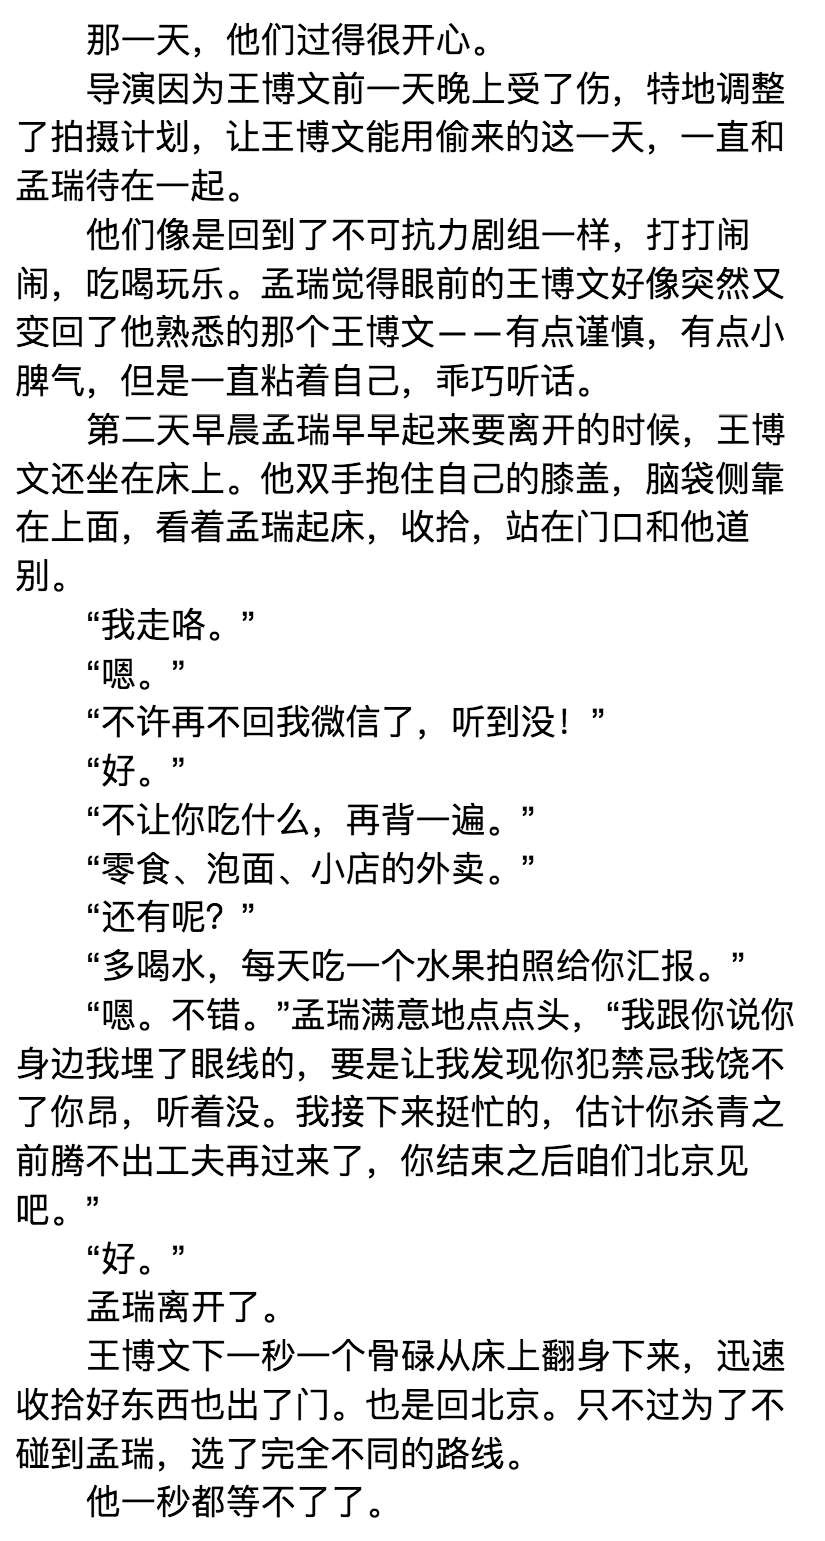 那一天，他们过得很开心。
导演因为王博文前一天晚上受了伤，特地调整
了拍摄计划，让王博文能用偷来的这一天，一直和
孟瑞待在一起。
他们像是回到了不可抗力剧组一样，打打闹
闹，吃喝玩乐。孟瑞觉得眼前的王博文好像突然又
变回了他熟悉的那个王博文——有点谨慎，有点小
脾气，但是一直粘着自己，乖巧听话。
第二天早晨孟瑞早早起来要离开的时候，王博
文还坐在床上。他双手抱住自己的膝盖，脑袋侧靠
在上面，看着孟瑞起床，收拾，站在门口和他道
别。
“我走咯。”
“嗯。”
“不许再不回我微信了，听到没！”
“好。”
“不让你吃什么，再背一遍。”
“零食、泡面、小店的外卖。”
“还有呢？”
“多喝水，每天吃一个水果拍照给你汇报。”
“嗯。不错。”孟瑞满意地点点头，“我跟你说你
身边我埋了眼线的，要是让我发现你犯禁忌我饶不
了你昂，听着没。我接下来挺忙的，估计你杀青之
前腾不出工夫再过来了，你结束之后咱们北京见
吧。”
“好。”
孟瑞离开了。
王博文下一秒一个骨碌从床上翻身下来，迅速
收拾好东西也出了门。也是回北京。只不过为了不
碰到孟瑞，选了完全不同的路线。
他一秒都等不了了。